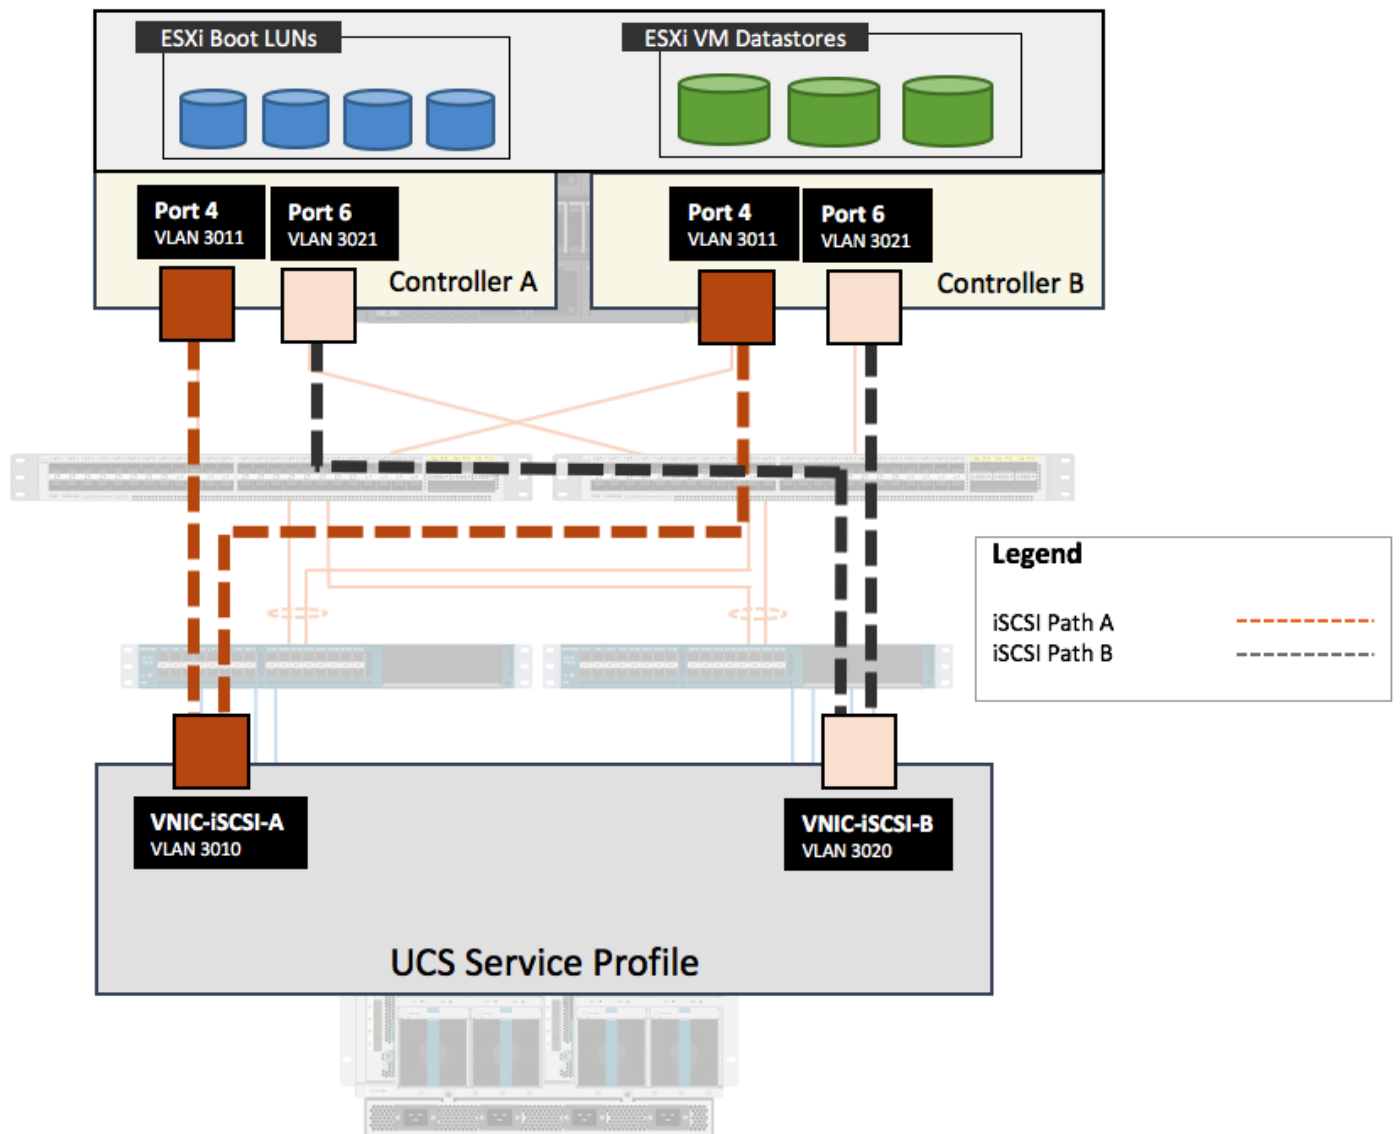 ESXi Boot LUNs
ESXi VM Datastores
Port 4
VLAN 3011
Port 6
VLAN 3021
Controller A
Port 4
VLAN 3011
Port 6
VLAN 3021
Controller B
Legend
iSCSI Path A
iSCSI Path B
VNIC-iSCSI-A
VLAN 3010
VNIC-iSCSI-B
VLAN 3020
UCS Service Profile